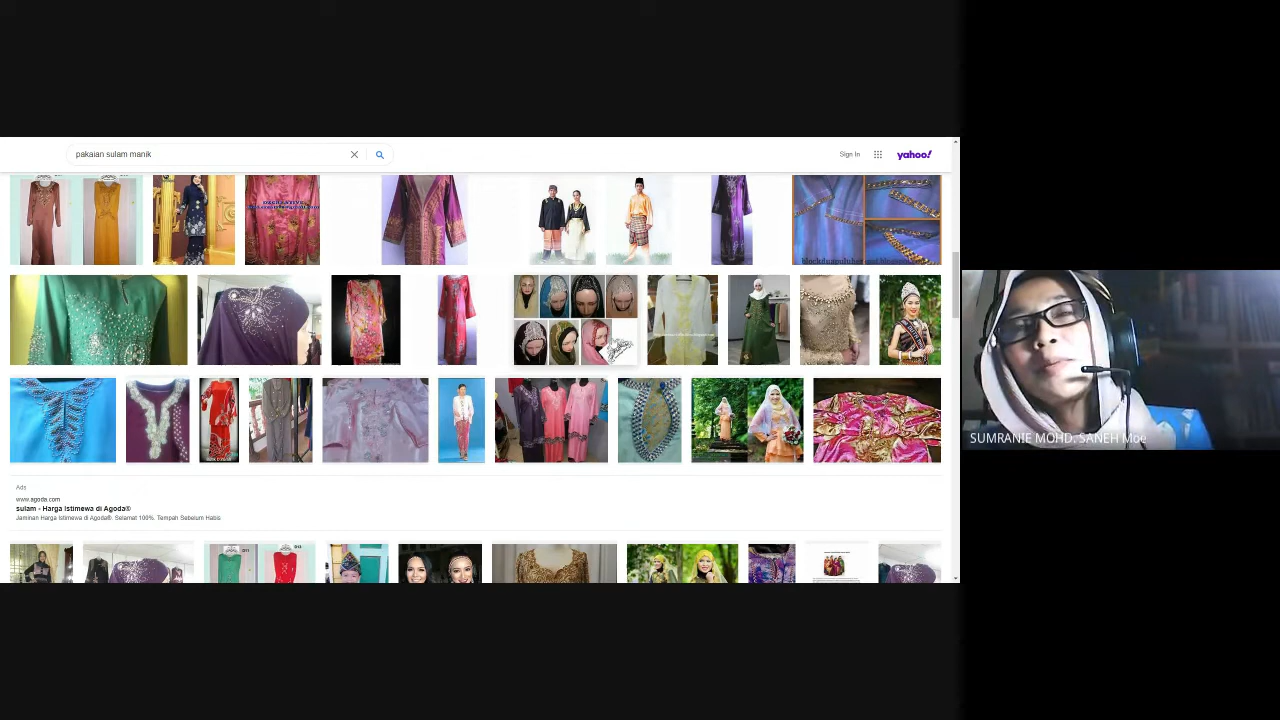 pakaian sulam manik
Sign In
yahoo!
Ads
www.agoda.com
sulam - Harga Istimewa di Agoda®
Jaminan Harga Istimewa di Agoda®. Selamat 100%. Tempah Sebelum Habis
SUMRANIE MOHD. SANEH Moe